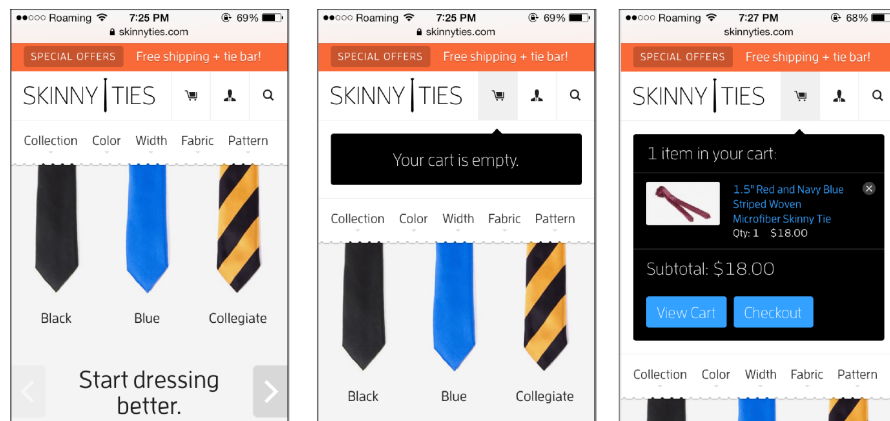 Roaming 7:25 PM 69%
skinnyties.com
SPECIAL OFFERS Free shipping + tie bar!
SKINNY TIES
Collection Color Width Fabric Pattern
Black Blue Collegiate
Start dressing
better.
Roaming 7:25 PM 69%
skinnyties.com
SPECIAL OFFERS Free shipping + tie bar!
SKINNY TIES
Your cart is empty.
Collection Color Width Fabric Pattern
Black Blue Collegiate
Roaming 7:27 PM 68%
skinnyties.com
SPECIAL OFFERS Free shipping + tie bar!
SKINNY TIES
1 item in your cart:
1.5" Red and Navy Blue
Striped Woven
Microfiber Skinny Tie
Qty: 1 $18.00
Subtotal: $18.00
View Cart Checkout
Collection Color Width Fabric Pattern